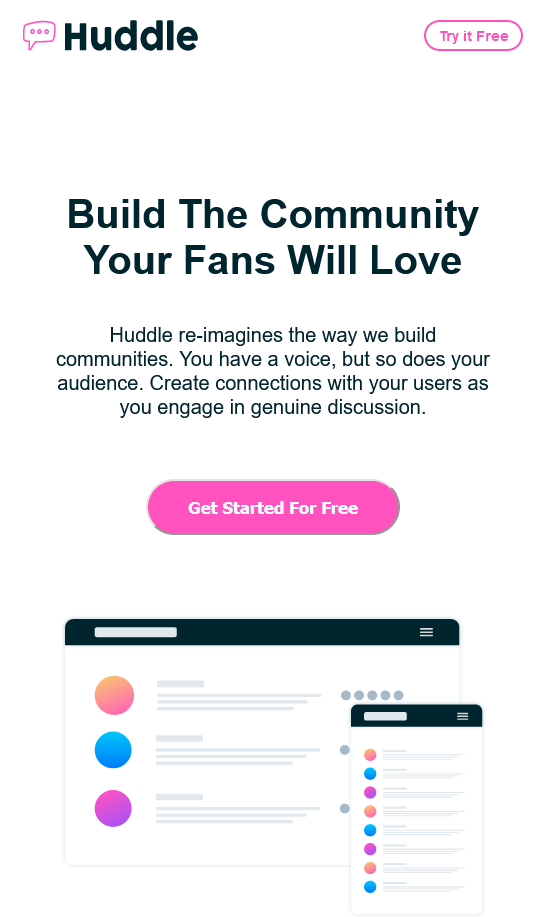 Huddle
Try it Free
Build The Community
Your Fans Will Love
Huddle re-imagines the way we build
communities. You have a voice, but so does your
audience. Create connections with your users as
you engage in genuine discussion.
Get Started For Free